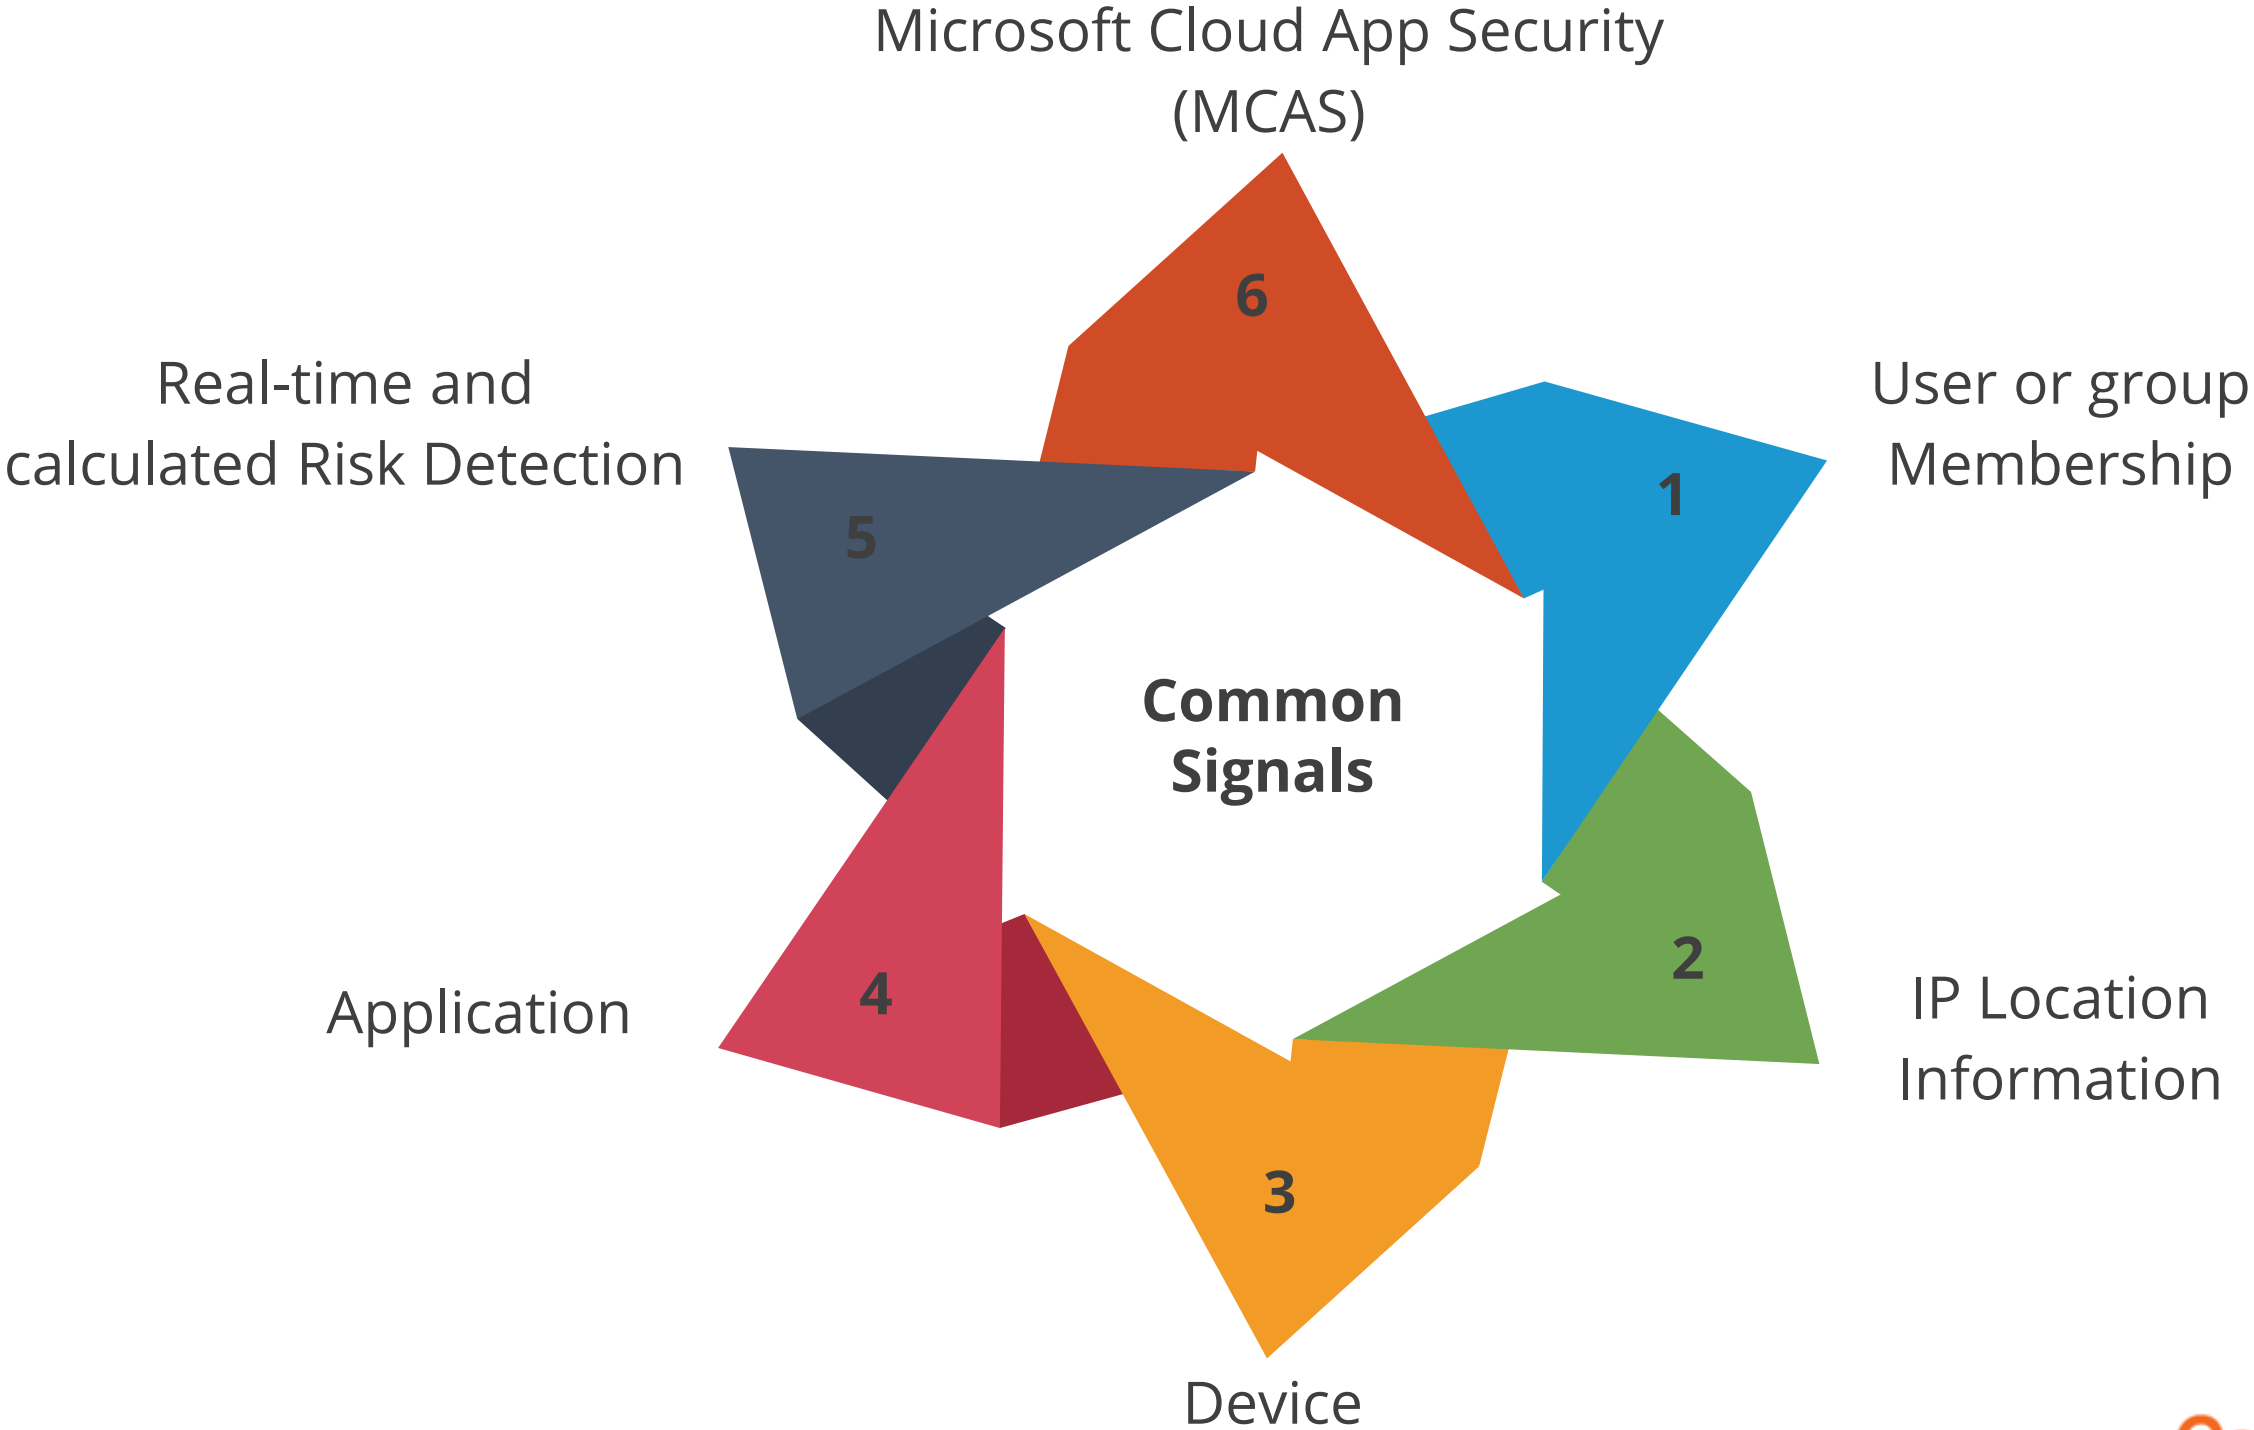 Microsoft Cloud App Security
(MCAS)
6
Real-time and
calculated Risk Detection
5
User or group
Membership
1
Common
Signals
2
IP Location
Information
4
Application
3
Device